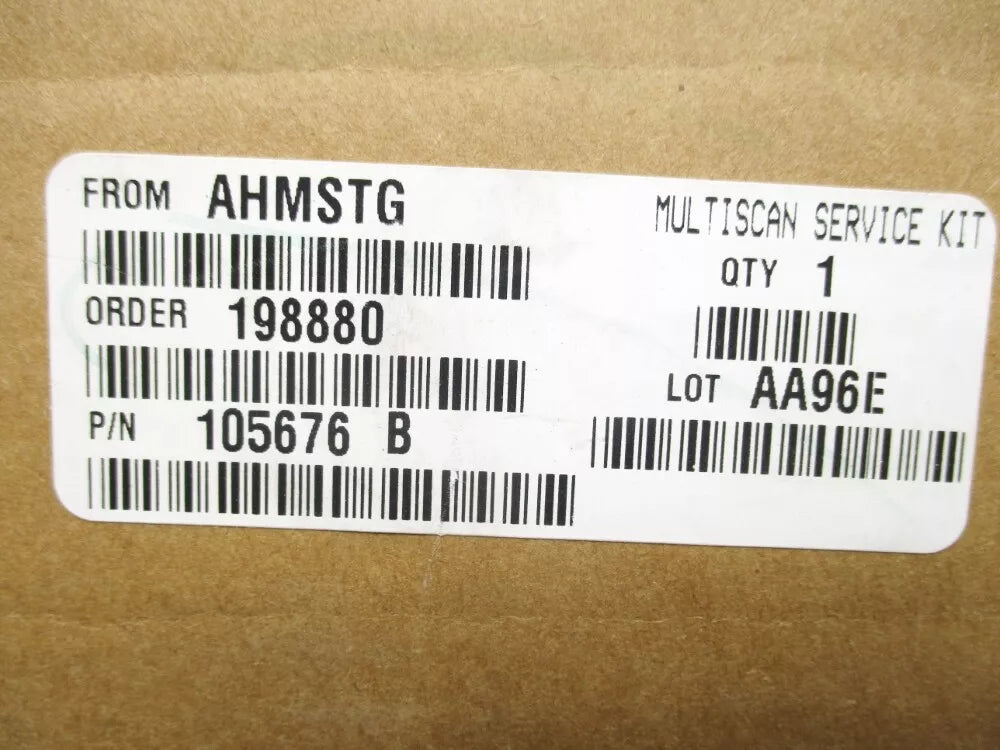 FROM AHMSTG
MULTISCAN SERVICE KIT
QTY 1
ORDER 198880
LOT AA96E
P/N 105676 B